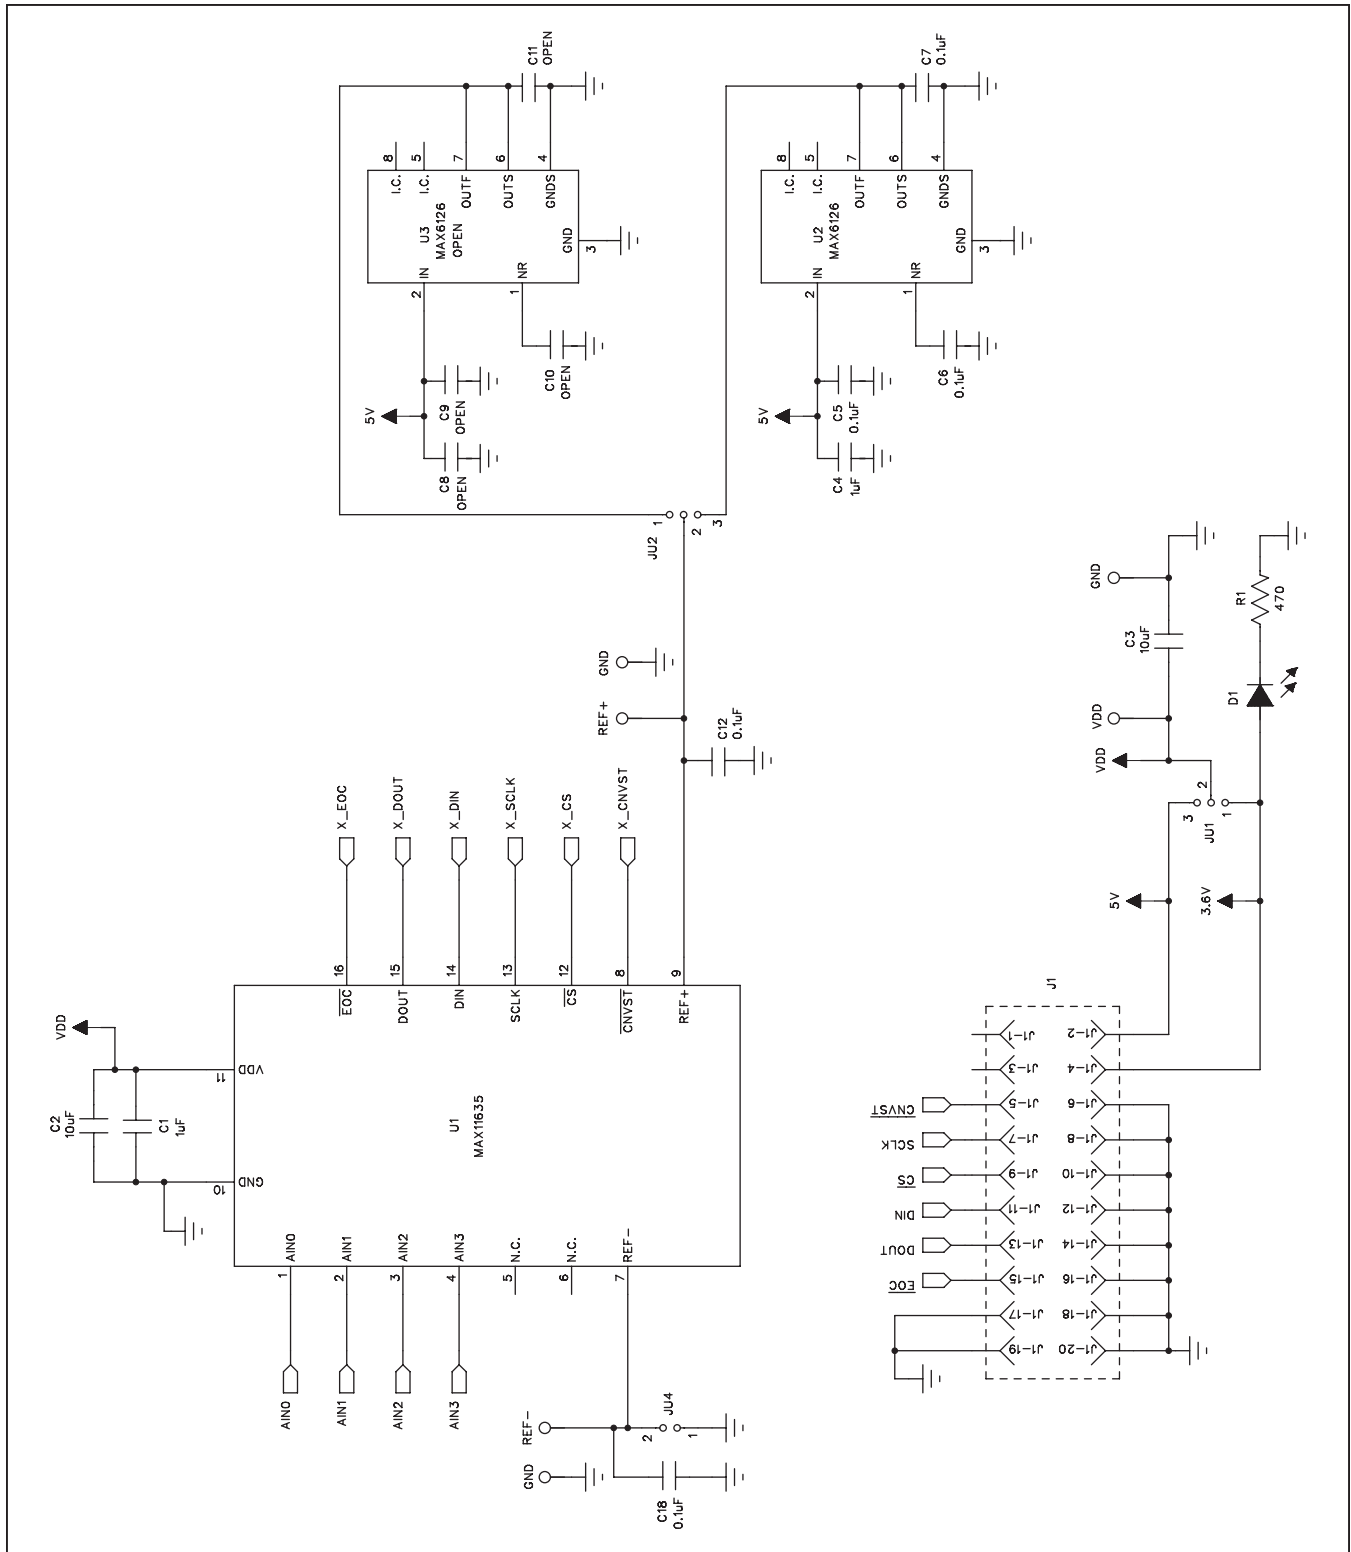 C11
OPEN
I.C.
8
I.C.
5
OUTF
7
OUTS
6
GNDS
4
U3
MAX6126
OPEN
GND
3
IN
2
NR
1
5V
C9
OPEN
C10
OPEN
C8
OPEN
C7
0.1uF
I.C.
8
I.C.
5
OUTF
7
OUTS
6
GNDS
4
U2
MAX6126
GND
3
IN
2
NR
1
5V
C5
0.1uF
C6
0.1uF
C4
1uF
JU2
1
2
3
GND
REF+
C12
0.1uF
X_EOC
X_DOUT
X_DIN
X_SCLK
X_CS
X_CNVST
16
15
14
13
12
8
9
EOC
DOUT
DIN
SCLK
CS
CNVST
REF+
VDD
C2
10uF
C1
1uF
11
VDD
10
GND
U1
MAX11635
AIN0
AIN1
AIN2
AIN3
N.C.
N.C.
REF-
1
2
3
4
5
6
7
AIN0
AIN1
AIN2
AIN3
REF-
GND
JU4
2
1
C18
0.1uF
GND
C3
10uF
R1
470
VDD
VDD
D1
JU1
3
2
1
5V
3.6V
J1
J1-1
J1-2
J1-3
J1-4
CNVST
J1-5
J1-6
SCLK
J1-7
J1-8
CS
J1-9
J1-10
DIN
J1-11
J1-12
DOUT
J1-13
J1-14
EOC
J1-15
J1-16
J1-17
J1-18
J1-19
J1-20